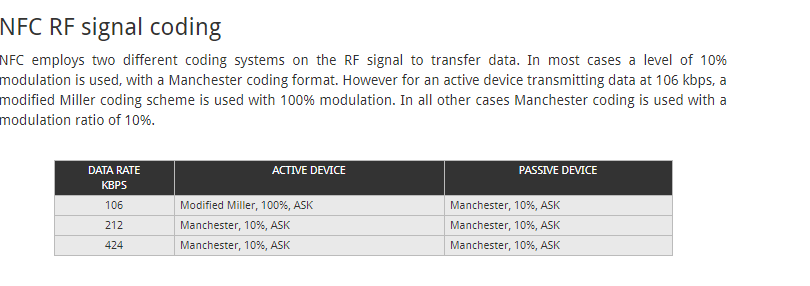 NFC RF signal coding
NFC employs two different coding systems on the RF signal to transfer data. In most cases a level of 10%
modulation is used, with a Manchester coding format. However for an active device transmitting data at 106 kbps, a
modified Miller coding scheme is used with 100% modulation. In all other cases Manchester coding is used with a
modulation ratio of 10%.
DATA RATE KBPS ACTIVE DEVICE PASSIVE DEVICE
106 Modified Miller, 100%, ASK Manchester, 10%, ASK
212 Manchester, 10%, ASK Manchester, 10%, ASK
424 Manchester, 10%, ASK Manchester, 10%, ASK